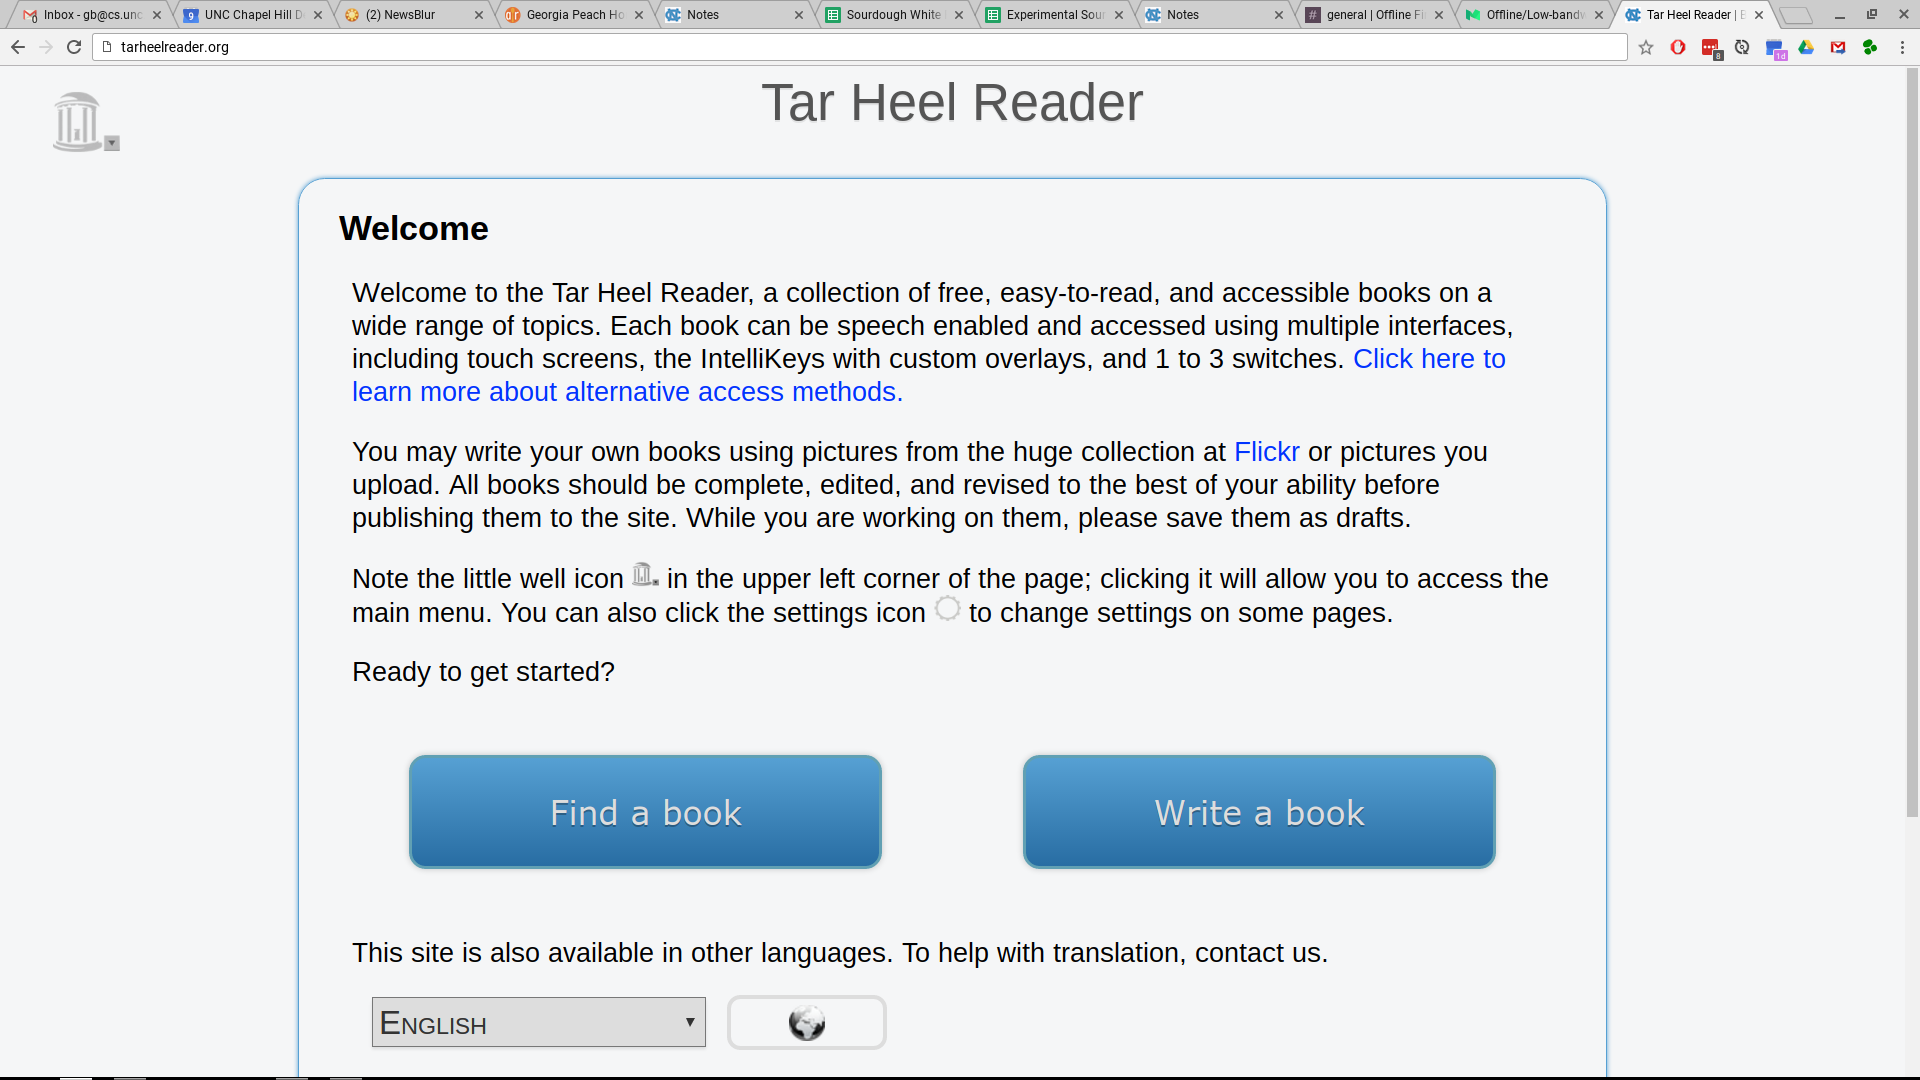 Inbox - gb@cs.unc
UNC Chapel Hill D
(2) NewsBlur
Georgia Peach Ho
Notes
Sourdough White
Experimental Sour
Notes
general | Offline Fi
Offline/Low-bandw
Tar Heel Reader |
tarheelreader.org
8
1d
Tar Heel Reader
Welcome
Welcome to the Tar Heel Reader, a collection of free, easy-to-read, and accessible books on a
wide range of topics. Each book can be speech enabled and accessed using multiple interfaces,
including touch screens, the IntelliKeys with custom overlays, and 1 to 3 switches. Click here to
learn more about alternative access methods.
You may write your own books using pictures from the huge collection at Flickr or pictures you
upload. All books should be complete, edited, and revised to the best of your ability before
publishing them to the site. While you are working on them, please save them as drafts.
Note the little well icon in the upper left corner of the page; clicking it will allow you to access the
main menu. You can also click the settings icon to change settings on some pages.
Ready to get started?
Find a book
Write a book
This site is also available in other languages. To help with translation, contact us.
English